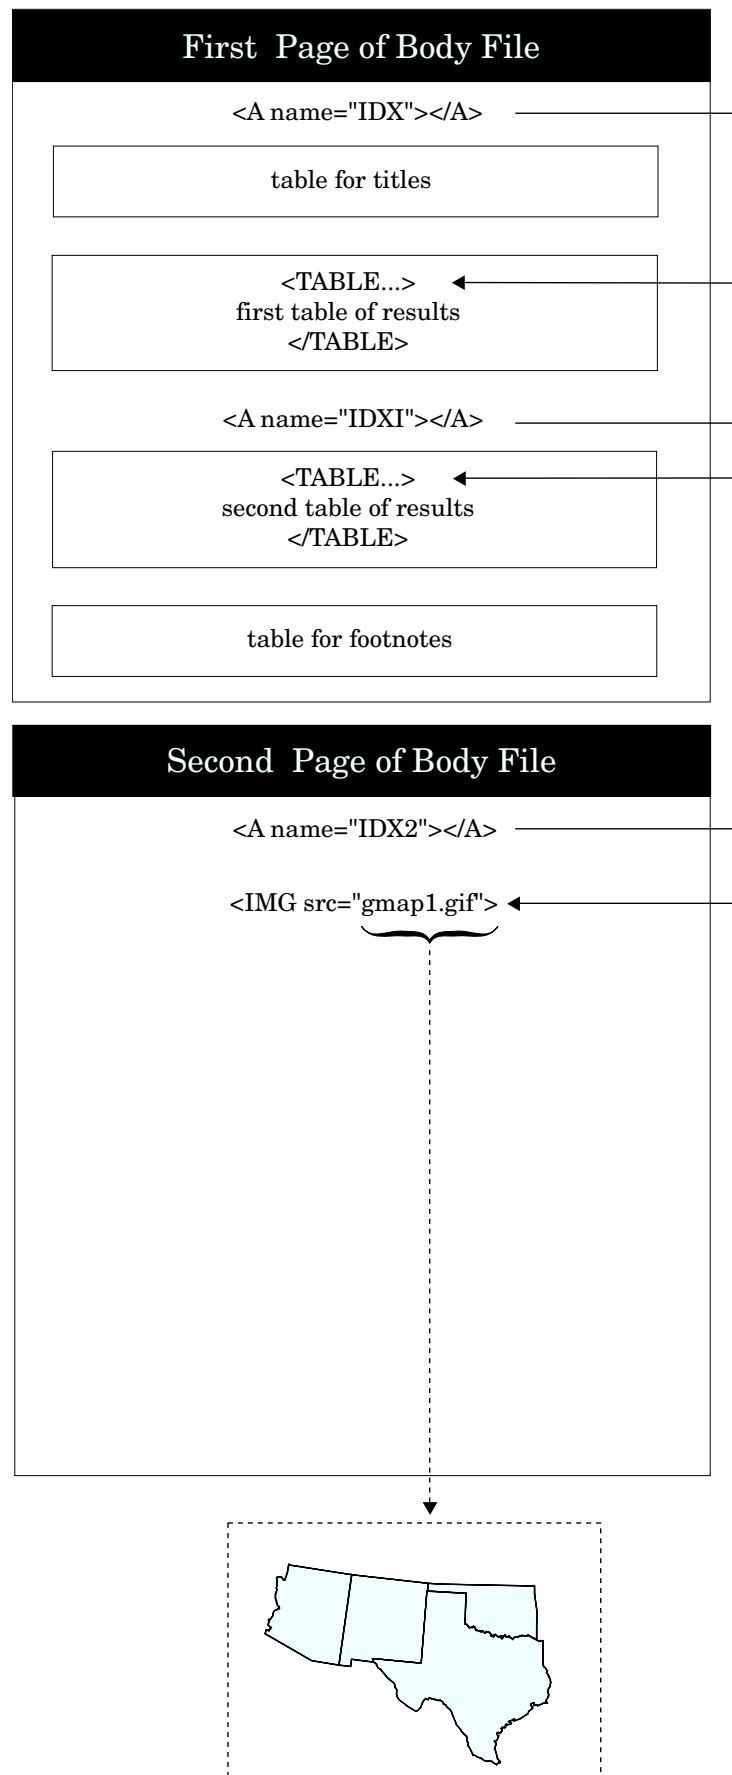 First Page of Body File
<A name="IDX"></A>
table for titles
<TABLE...>
first table of results
</TABLE>
<A name="IDXI"></A>
<TABLE...>
second table of results
</TABLE>
table for footnotes
Second Page of Body File
<A name="IDX2"></A>
<IMG src="gmap1.gif">